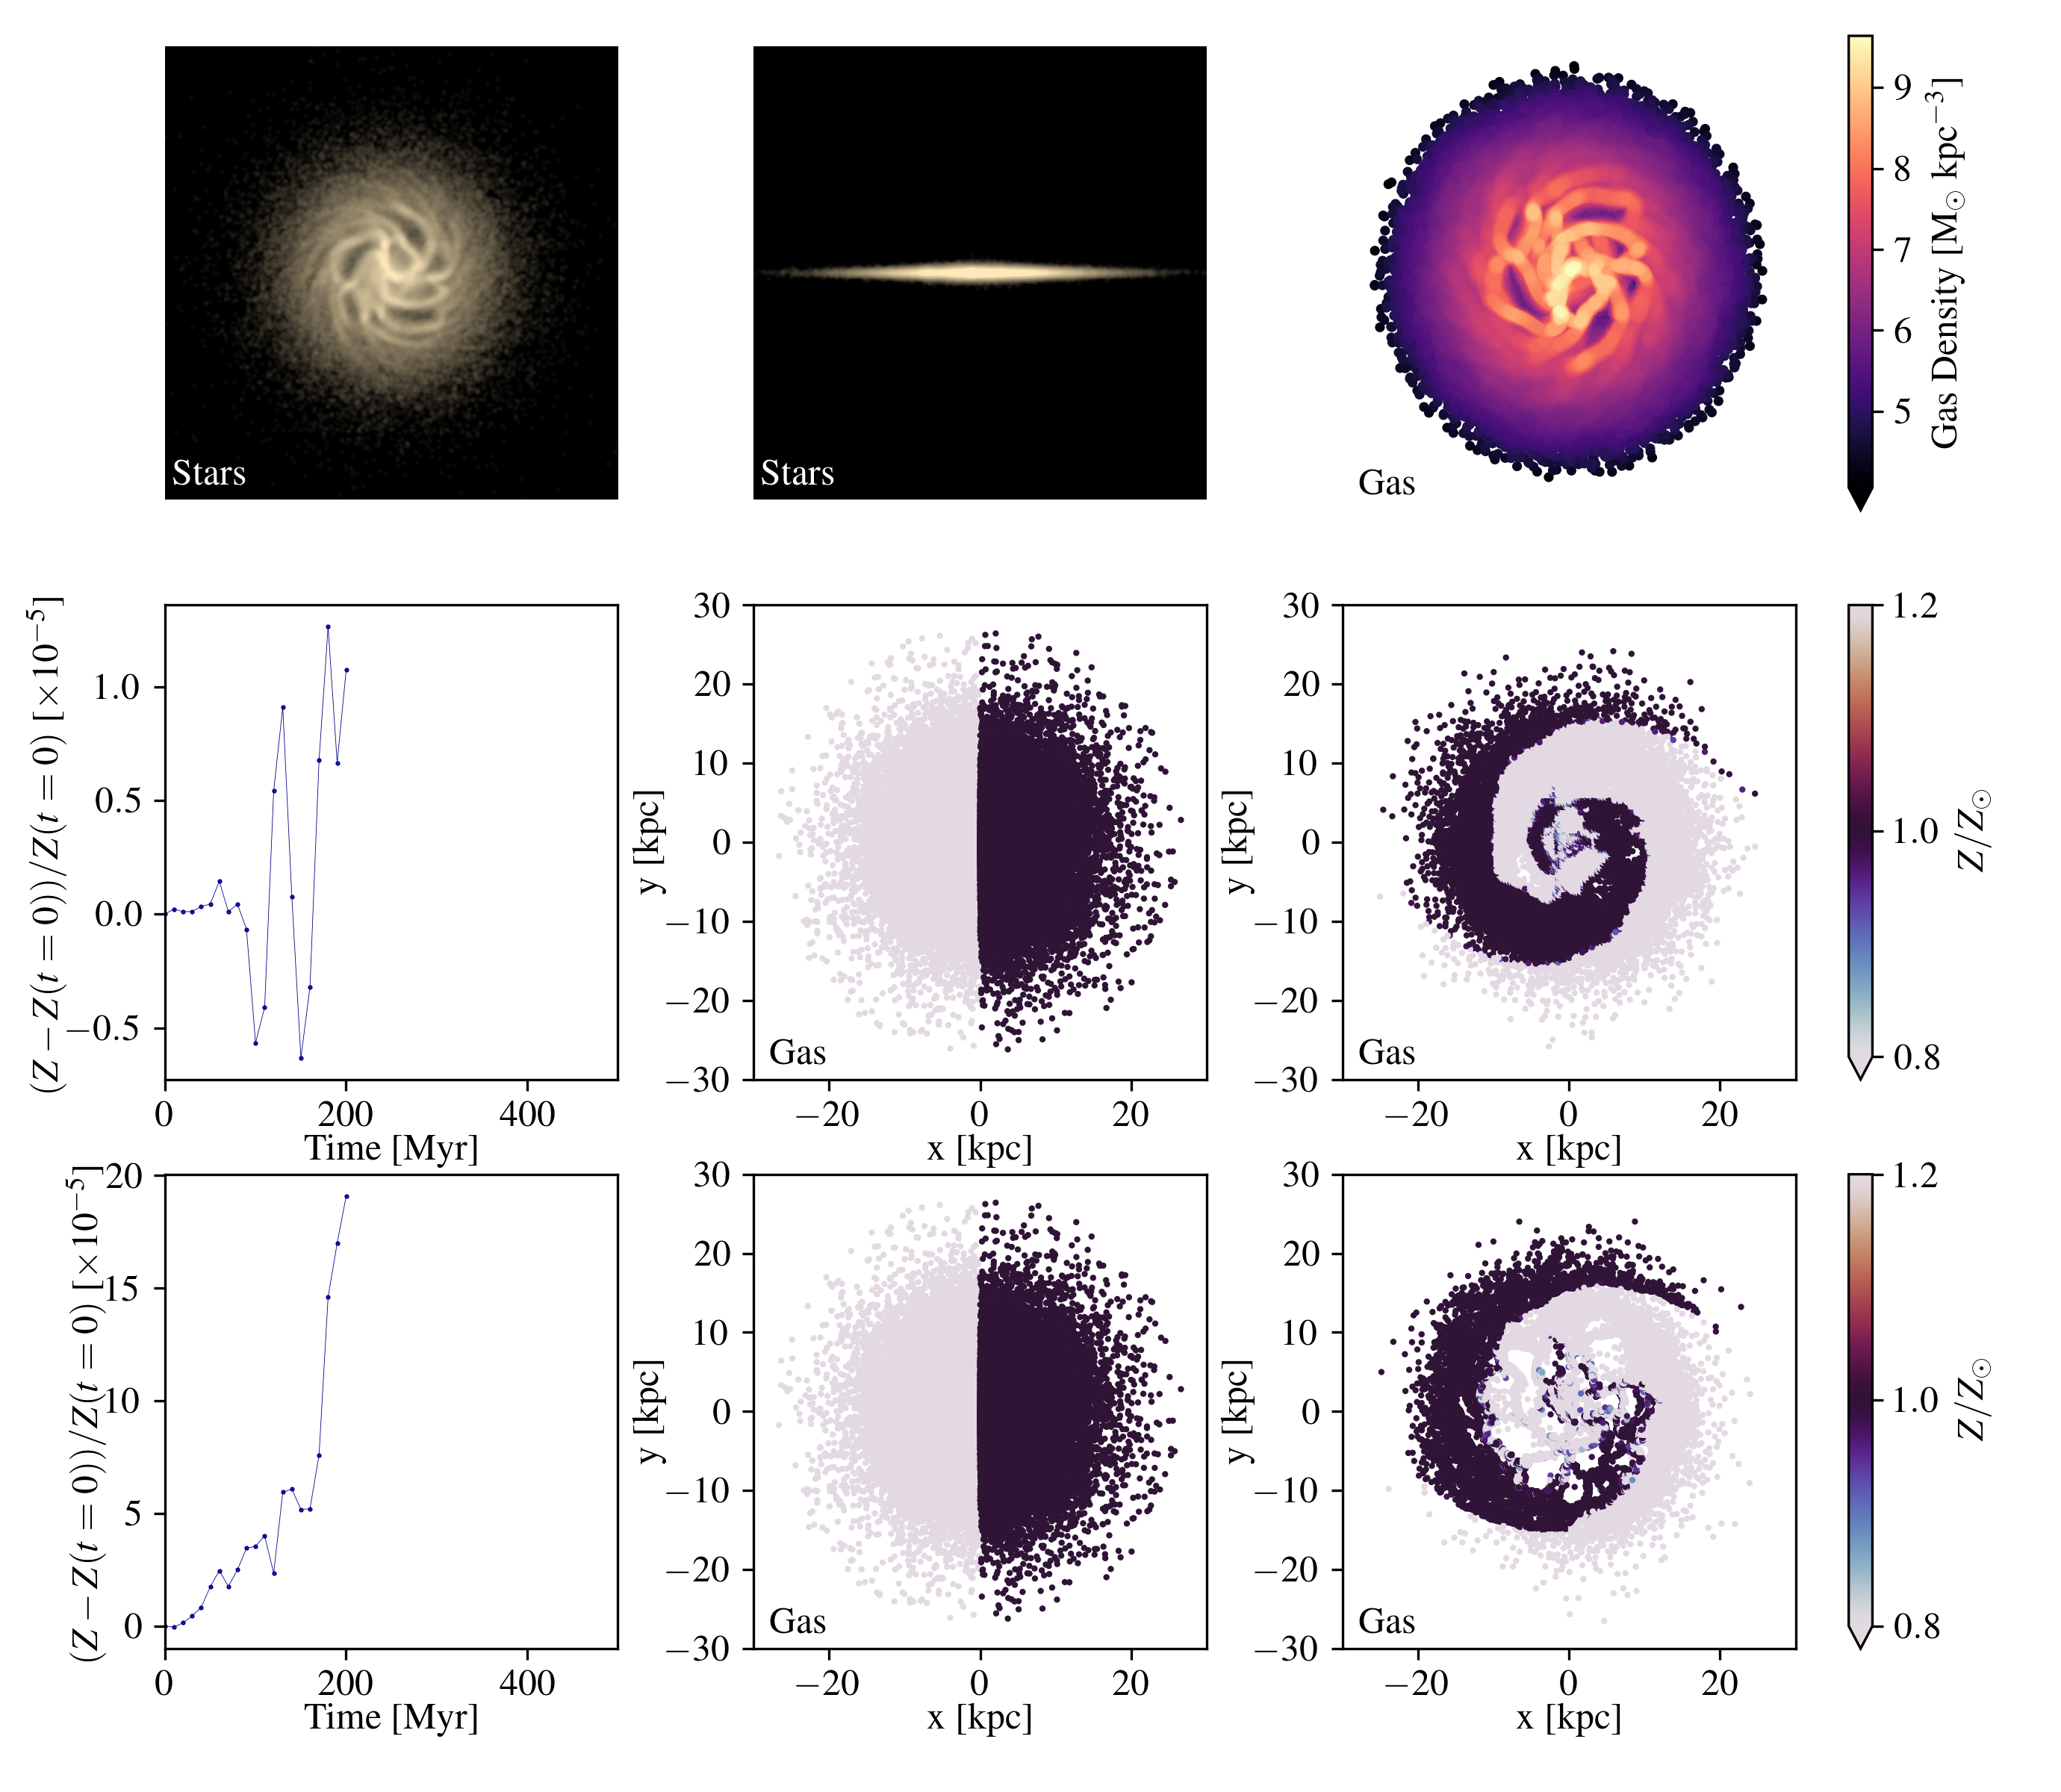 Stars
Stars
Gas
9
8
7
6
5
Gas Density [M⊙ kpc⁻³]
(Z − Z(t = 0))/Z(t = 0) [×10⁻⁵]
1.0
0.5
0.0
−0.5
0 200 400
Time [Myr]
y [kpc]
30
20
10
0
−10
−20
−30
Gas
−20 0 20
x [kpc]
y [kpc]
30
20
10
0
−10
−20
−30
Gas
−20 0 20
x [kpc]
1.2
1.0
0.8
Z/Z⊙
(Z − Z(t = 0))/Z(t = 0) [×10⁻⁵]
20
15
10
5
0
0 200 400
Time [Myr]
y [kpc]
30
20
10
0
−10
−20
−30
Gas
−20 0 20
x [kpc]
y [kpc]
30
20
10
0
−10
−20
−30
Gas
−20 0 20
x [kpc]
1.2
1.0
0.8
Z/Z⊙